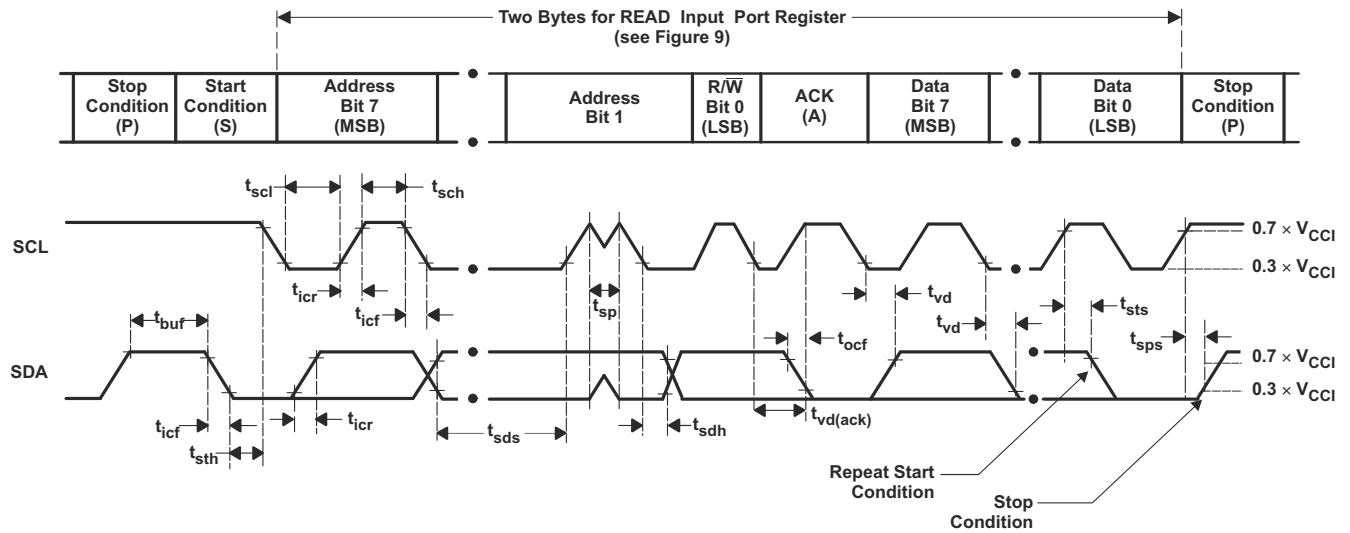 Two Bytes for READ Input Port Register
(see Figure 9)
Stop
Condition
(P)
Start
Condition
(S)
Address
Bit 7
(MSB)
Address
Bit 1
R/W̅
Bit 0
(LSB)
ACK
(A)
Data
Bit 7
(MSB)
Data
Bit 0
(LSB)
Stop
Condition
(P)
tscl
tsch
SCL
0.7 × VCCI
0.3 × VCCI
ticr
ticf
tsp
tvd
tvd
tsts
tbuf
tocf
tsps
SDA
0.7 × VCCI
0.3 × VCCI
ticf
ticr
tsth
tsds
tsdh
tvd(ack)
Repeat Start
Condition
Stop
Condition